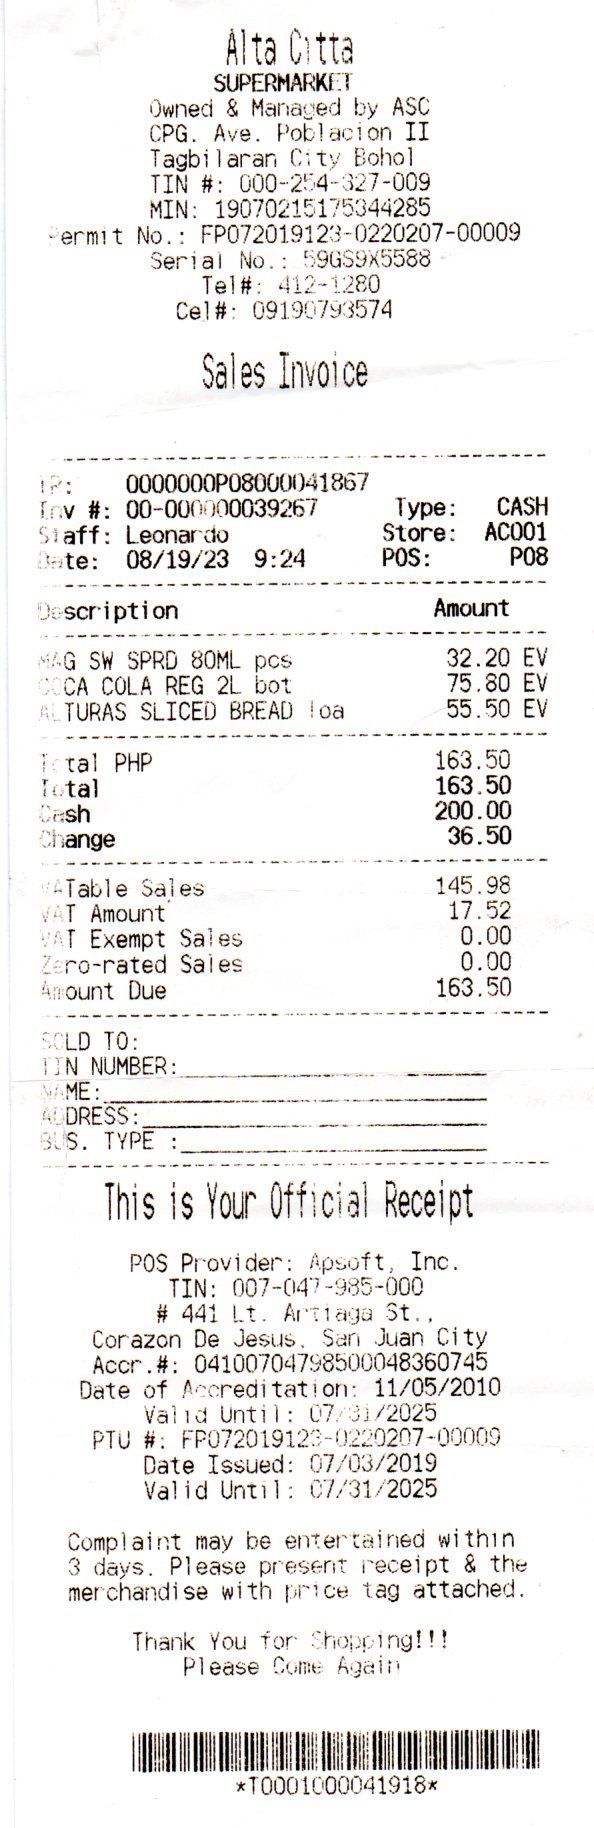 Alta Citta
SUPERMARKET
Owned & Managed by ASC
CPG. Ave. Poblacion II
Tagbilaran City Bohol
TIN #: 000-254-327-009
MIN: 19070215175344285
Permit No.: FP072019123-0220207-00009
Serial No.: 59GS9X5588
Tel#: 412-1280
Cel#: 09190793574
Sales Invoice
TR: 0000000P08000041867
Inv #: 00-000000039267 Type: CASH
Staff: Leonardo Store: AC001
Date: 08/19/23 9:24 POS: P08
Description Amount
MAG SW SPRD 80ML pcs 32.20 EV
COCA COLA REG 2L bot 75.80 EV
ALTURAS SLICED BREAD loa 55.50 EV
Total PHP 163.50
Total 163.50
Cash 200.00
Change 36.50
VATable Sales 145.98
VAT Amount 17.52
VAT Exempt Sales 0.00
Zero-rated Sales 0.00
Amount Due 163.50
SOLD TO:
TIN NUMBER:
NAME:
ADDRESS:
BUS. TYPE :
This is Your Official Receipt
POS Provider: Apsoft, Inc.
TIN: 007-047-985-000
# 441 Lt. Artiaga St.,
Corazon De Jesus, San Juan City
Accr.#: 04100704798500048360745
Date of Accreditation: 11/05/2010
Valid Until: 07/31/2025
PTU #: FP072019123-0220207-00009
Date Issued: 07/03/2019
Valid Until: 07/31/2025
Complaint may be entertained within
3 days. Please present receipt & the
merchandise with price tag attached.
Thank You for Shopping!!!
Please Come Again
*T0001000041918*